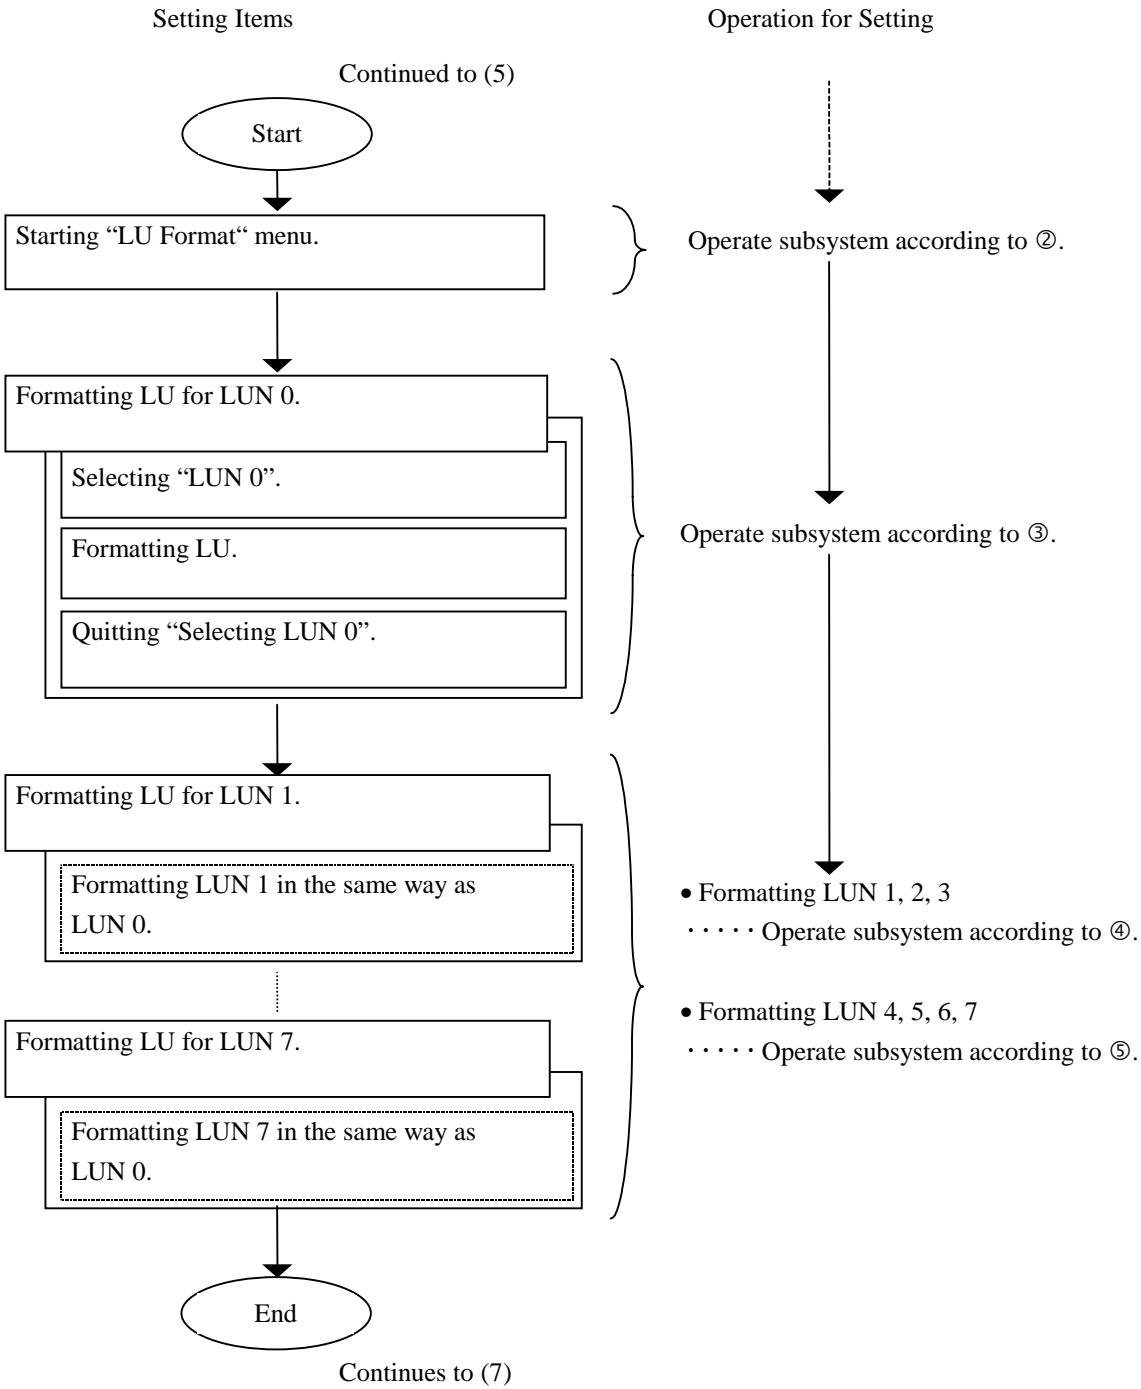 Setting Items
Operation for Setting
Continued to (5)
Start
Starting “LU Format“ menu.
Operate subsystem according to ②.
Formatting LU for LUN 0.
Selecting “LUN 0”.
Formatting LU.
Operate subsystem according to ③.
Quitting “Selecting LUN 0”.
Formatting LU for LUN 1.
Formatting LUN 1 in the same way as
LUN 0.
• Formatting LUN 1, 2, 3
····· Operate subsystem according to ④.
• Formatting LUN 4, 5, 6, 7
····· Operate subsystem according to ⑤.
Formatting LU for LUN 7.
Formatting LUN 7 in the same way as
LUN 0.
End
Continues to (7)